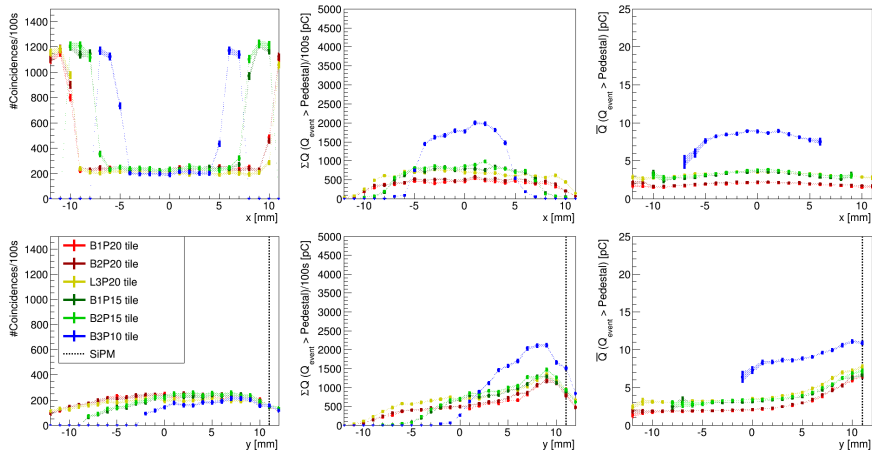 #Coincidences/100s
1400
1200
1000
800
600
400
200
0
-10 -5 0 5 10
x [mm]
ΣQ (Q_event > Pedestal)/100s [pC]
5000
4500
4000
3500
3000
2500
2000
1500
1000
500
0
-10 -5 0 5 10
x [mm]
Q̅ (Q_event > Pedestal) [pC]
25
20
15
10
5
0
-10 -5 0 5 10
x [mm]
#Coincidences/100s
1400
1200
1000
800
600
400
200
0
B1P20 tile
B2P20 tile
L3P20 tile
B1P15 tile
B2P15 tile
B3P10 tile
SiPM
-10 -5 0 5 10
y [mm]
ΣQ (Q_event > Pedestal)/100s [pC]
5000
4500
4000
3500
3000
2500
2000
1500
1000
500
0
-10 -5 0 5 10
y [mm]
Q̅ (Q_event > Pedestal) [pC]
25
20
15
10
5
0
-10 -5 0 5 10
y [mm]